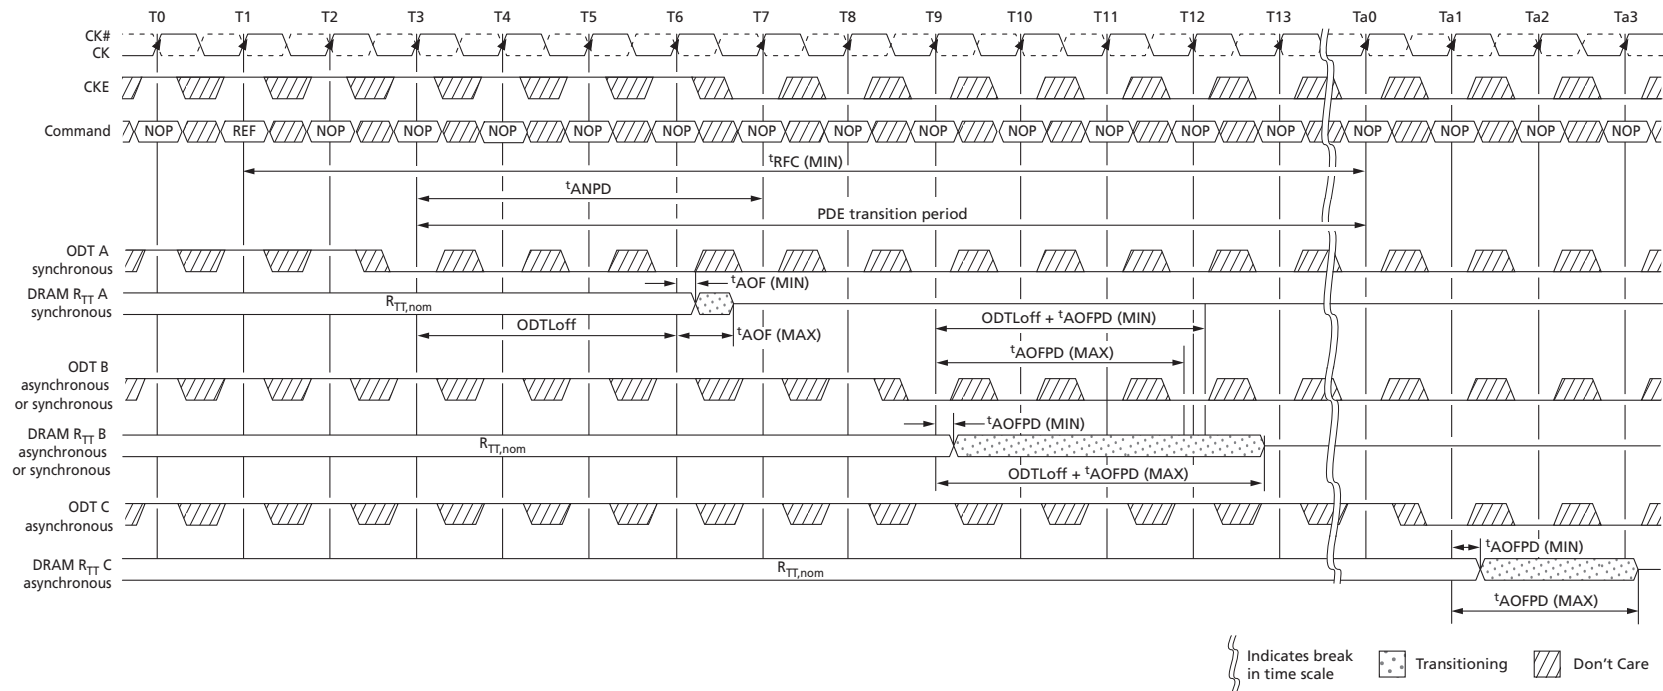 T0 T1 T2 T3 T4 T5 T6 T7 T8 T9 T10 T11 T12 T13 Ta0 Ta1 Ta2 Ta3
CK#
CK
CKE
Command NOP REF NOP NOP NOP NOP NOP NOP NOP NOP NOP NOP NOP NOP NOP NOP NOP NOP
tRFC (MIN)
tANPD
PDE transition period
ODT A
synchronous
tAOF (MIN)
DRAM RTT A
synchronous
RTT,nom
ODTLoff
tAOF (MAX)
ODTLoff + tAOFPD (MIN)
tAOFPD (MAX)
ODT B
asynchronous
or synchronous
tAOFPD (MIN)
DRAM RTT B
asynchronous
or synchronous
RTT,nom
ODTLoff + tAOFPD (MAX)
ODT C
asynchronous
tAOFPD (MIN)
DRAM RTT C
asynchronous
RTT,nom
tAOFPD (MAX)
Indicates break
in time scale
Transitioning
Don't Care